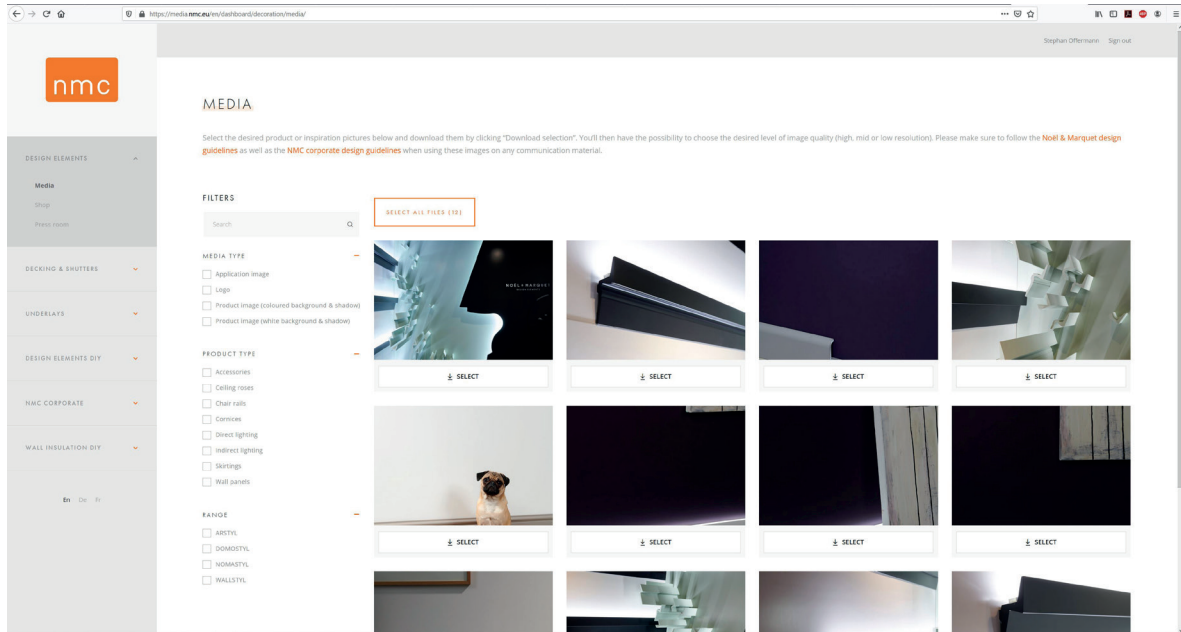 https://media.nmc.eu/en/dashboard/decoration/media/
Stephan Offermann Sign out
nmc
MEDIA
Select the desired product or inspiration pictures below and download them by clicking "Download selection". You'll then have the possibility to choose the desired level of image quality (high, mid or low resolution). Please make sure to follow the Noël & Marquet design
guidelines as well as the NMC corporate design guidelines when using these images on any communication material.
DESIGN ELEMENTS
Media
Shop
Press room
DECKING & SHUTTERS
UNDERLAYS
DESIGN ELEMENTS DIY
NMC CORPORATE
WALL INSULATION DIY
En De Fr
FILTERS
Search
MEDIA TYPE
Application image
Logo
Product image (coloured background & shadow)
Product image (white background & shadow)
PRODUCT TYPE
Accessories
Ceiling roses
Chair rails
Cornices
Direct lighting
Indirect lighting
Skirtings
Wall panels
RANGE
ARSTYL
DOMOSTYL
NOMASTYL
WALLSTYL
SELECT ALL FILES (12)
NOËL & MARQUET
SELECT
SELECT
SELECT
SELECT
SELECT
SELECT
SELECT
SELECT